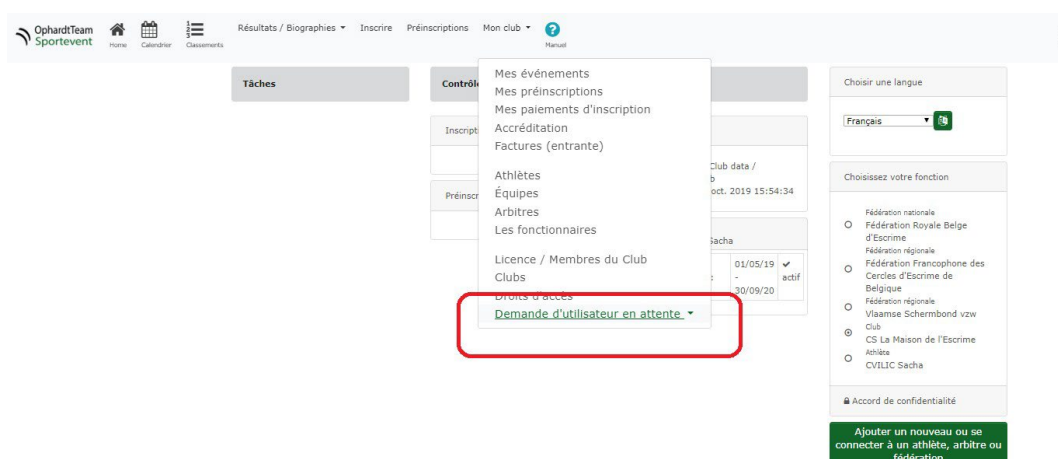 OphardtTeam
Sportevent
Home
Calendrier
1 2 3
Classements
Résultats / Biographies
Inscrire
Préinscriptions
Mon club
?
Manuel
Tâches
Mes événements
Mes préinscriptions
Mes paiements d'inscription
Accréditation
Factures (entrante)
Athlètes
Équipes
Arbitres
Les fonctionnaires
Licence / Membres du Club
Clubs
Droits d'accès
Demande d'utilisateur en attente
Club data /
oct. 2019 15:54:34
Sacha
01/05/19
-
30/09/20
actif
Choisir une langue
Français
Choisissez votre fonction
Fédération nationale
Fédération Royale Belge
d'Escrime
Fédération régionale
Fédération Francophone des
Cercles d'Escrime de
Belgique
Fédération régionale
Vlaamse Schermbond vzw
Club
CS La Maison de l'Escrime
Athlète
CVILIC Sacha
Accord de confidentialité
Ajouter un nouveau ou se
connecter à un athlète, arbitre ou
fédération